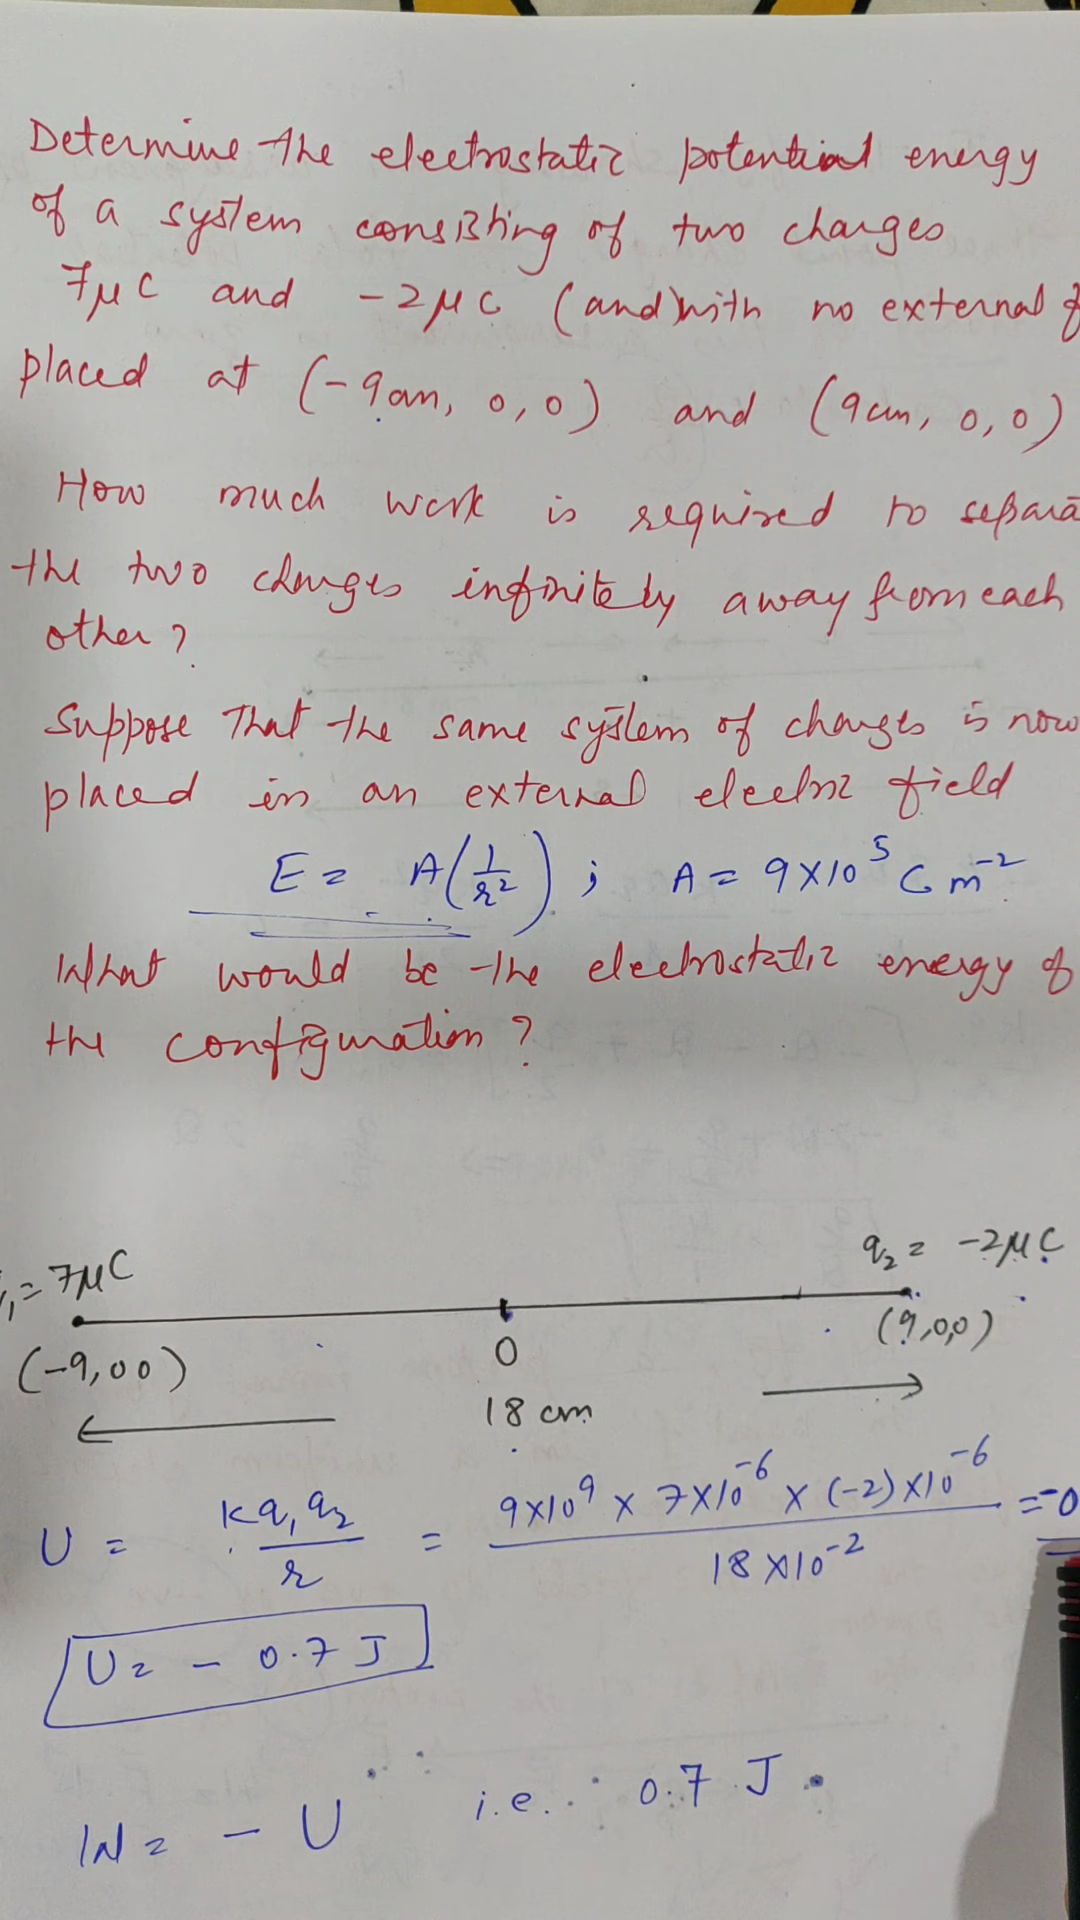 Determine the electrostatic potential energy
of a system consisting of two charges
7μC and -2μC (and) with no external f
placed at (-9cm, 0,0) and (9cm, 0,0)
How much work is required to separa
the two charges infinitely away from each
other?
Suppose That the same system of charges is now
placed in an external electric field
E = A(1/r²) ; A = 9×10⁵ C m⁻²
What would be the electrostatic energy of
the configuration?
₁= 7μC q₂ = -2μC
(-9,00) 0 (9,0,0)
18 cm
U = kq₁q₂/r = 9×10⁹ × 7×10⁻⁶ × (-2)×10⁻⁶ / 18×10⁻² = -0
U = - 0.7 J
W = - U i.e. 0.7 J.